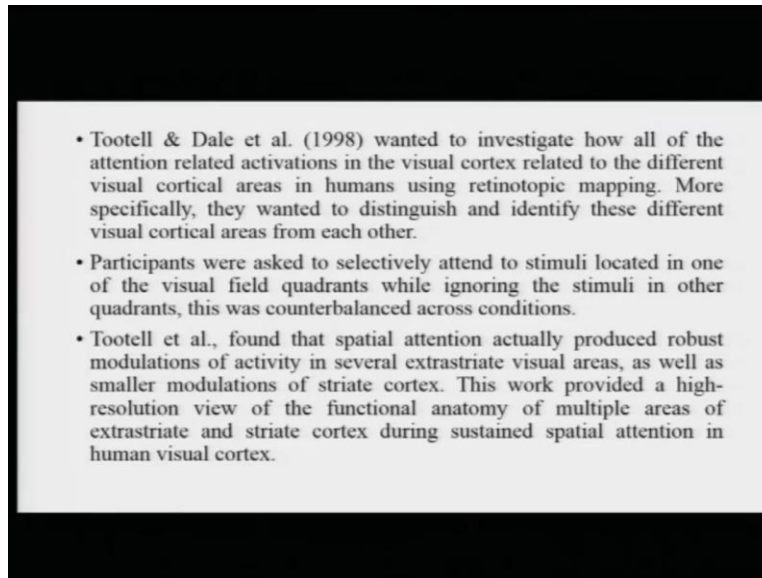 • Tootell & Dale et al. (1998) wanted to investigate how all of the
attention related activations in the visual cortex related to the different
visual cortical areas in humans using retinotopic mapping. More
specifically, they wanted to distinguish and identify these different
visual cortical areas from each other.
• Participants were asked to selectively attend to stimuli located in one
of the visual field quadrants while ignoring the stimuli in other
quadrants, this was counterbalanced across conditions.
• Tootell et al., found that spatial attention actually produced robust
modulations of activity in several extrastriate visual areas, as well as
smaller modulations of striate cortex. This work provided a high-
resolution view of the functional anatomy of multiple areas of
extrastriate and striate cortex during sustained spatial attention in
human visual cortex.